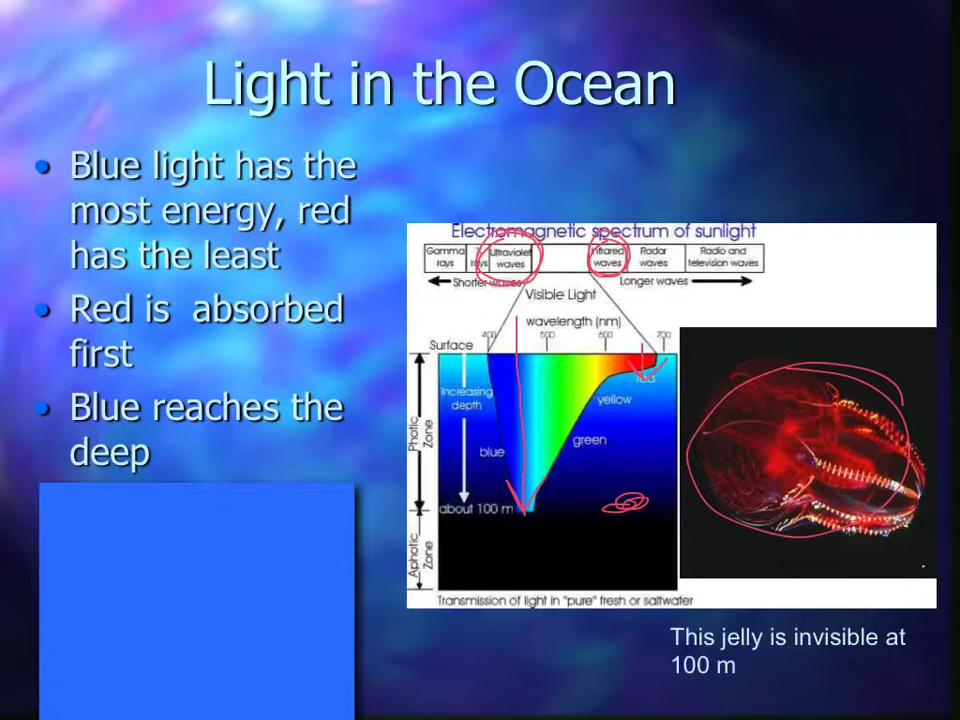 Light in the Ocean
• Blue light has the
most energy, red
has the least
• Red is absorbed
first
• Blue reaches the
deep
Electromagnetic spectrum of sunlight
Gamma rays X rays Ultraviolet waves Infrared waves Radar waves Radio and television waves
Shorter waves Longer waves
Visible Light
wavelength (nm)
400 500 600 700
Surface
Increasing
depth
red
yellow
green
blue
Photic
Zone
about 100 m
Aphotic
Zone
Transmission of light in "pure" fresh or saltwater
This jelly is invisible at
100 m